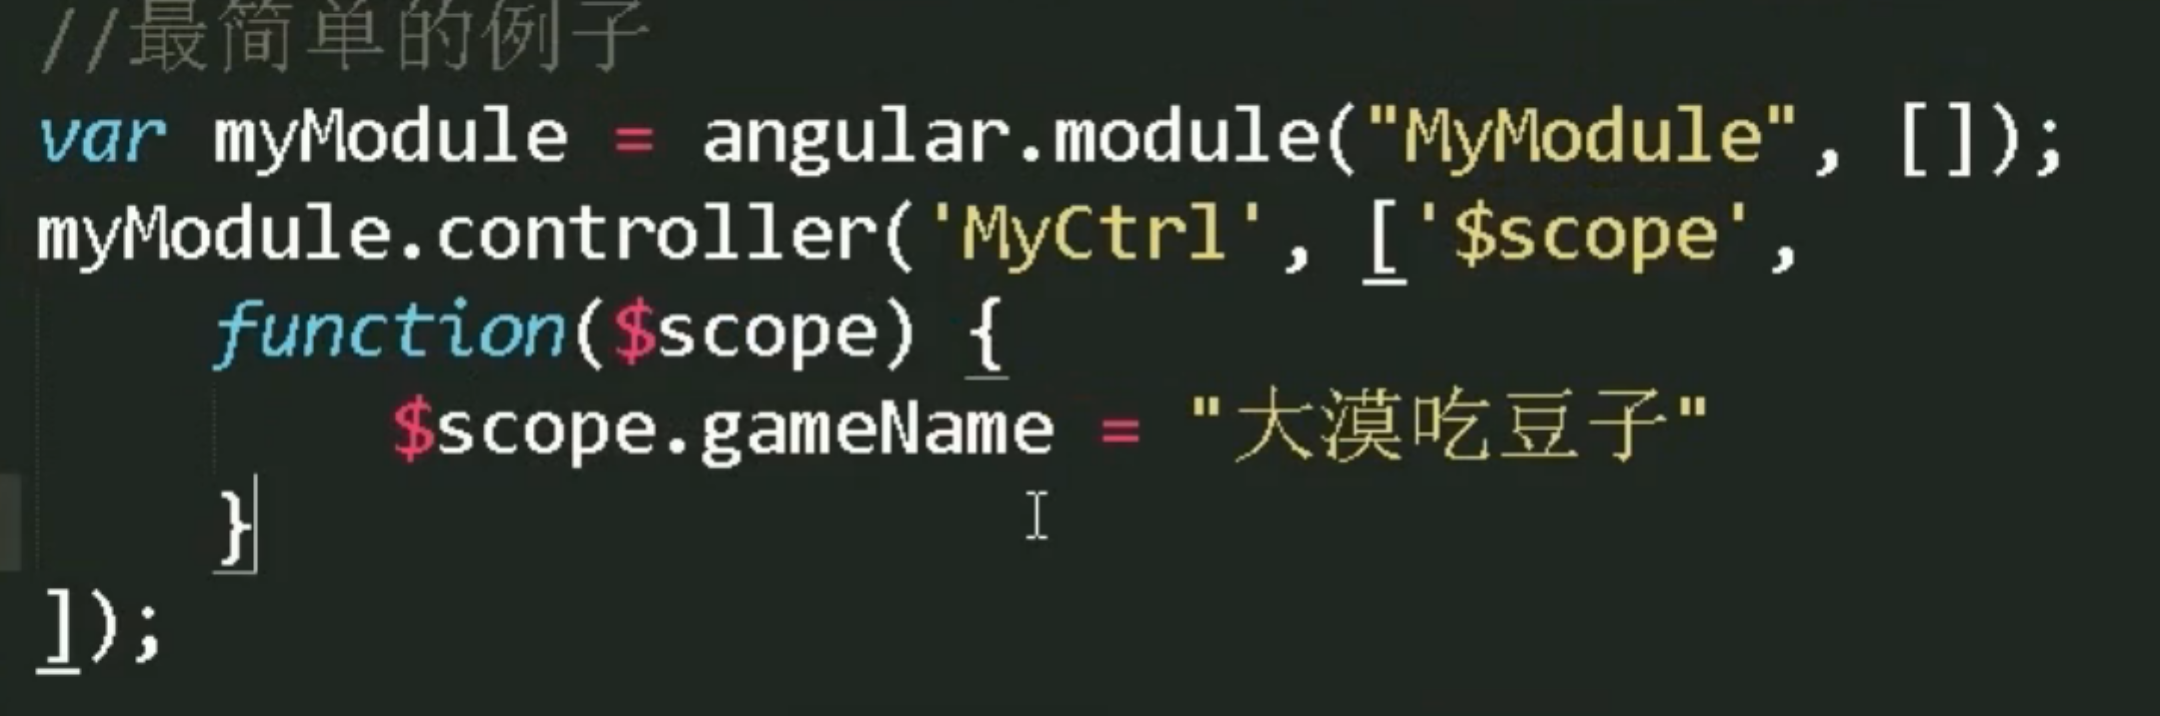 //最简单的例子
var myModule = angular.module("MyModule", []);
myModule.controller('MyCtrl', ['$scope',
    function($scope) {
        $scope.gameName = "大漠吃豆子"
    }
]);